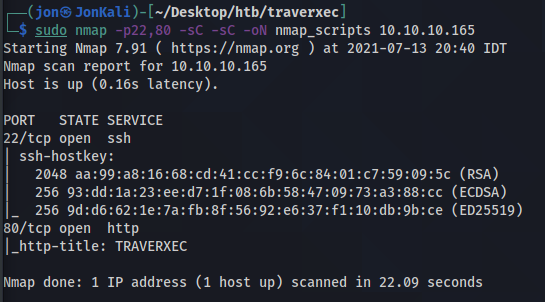 (jon㉿JonKali)-[~/Desktop/htb/traverxec]
$ sudo nmap -p22,80 -sC -sC -oN nmap_scripts 10.10.10.165
Starting Nmap 7.91 ( https://nmap.org ) at 2021-07-13 20:40 IDT
Nmap scan report for 10.10.10.165
Host is up (0.16s latency).
PORT   STATE SERVICE
22/tcp open  ssh
| ssh-hostkey:
|   2048 aa:99:a8:16:68:cd:41:cc:f9:6c:84:01:c7:59:09:5c (RSA)
|   256 93:dd:1a:23:ee:d7:1f:08:6b:58:47:09:73:a3:88:cc (ECDSA)
|_  256 9d:d6:62:1e:7a:fb:8f:56:92:e6:37:f1:10:db:9b:ce (ED25519)
80/tcp open  http
|_http-title: TRAVERXEC
Nmap done: 1 IP address (1 host up) scanned in 22.09 seconds